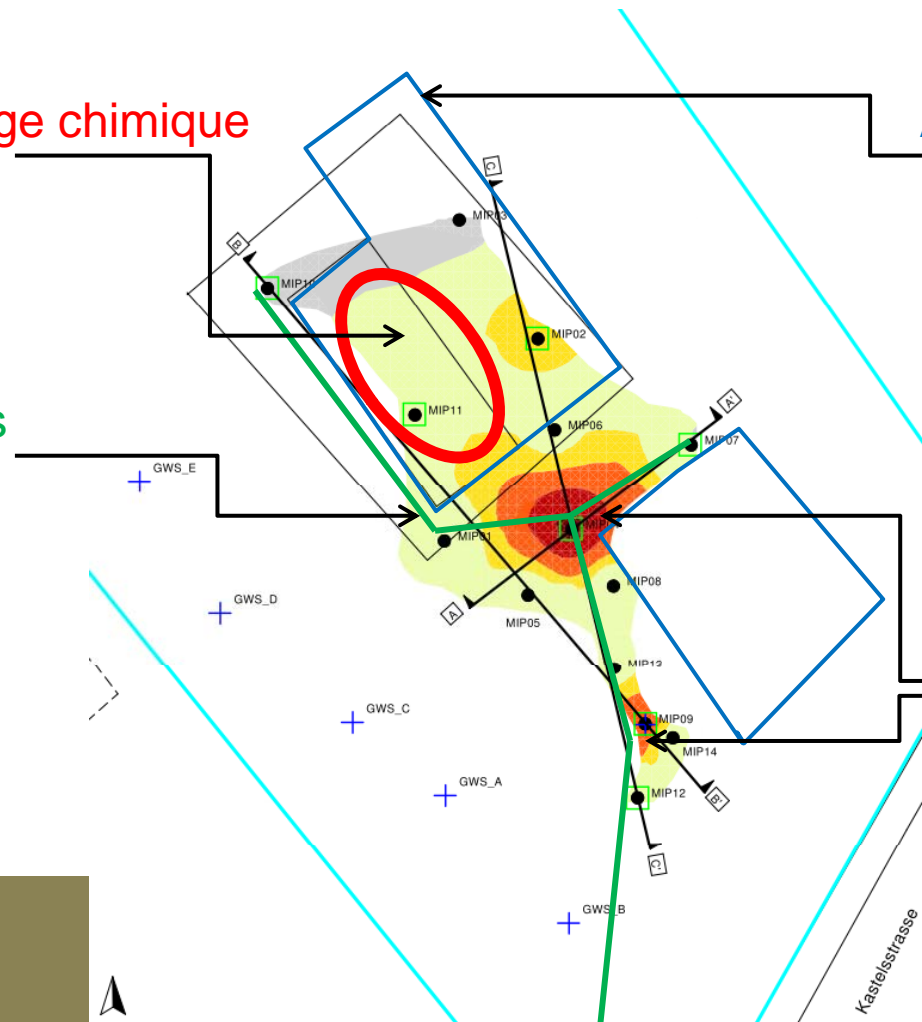 ge chimique
C
MIP03
B
MIP10
MIP02
MIP11
A'
MIP06
s
MIP07
GWS_E
MIP01
MIP08
GWS_D
A
MIP05
MIP13
GWS_C
MIP09
MIP14
GWS_A
MIP12
B'
C'
GWS_B
Kastelsstrasse